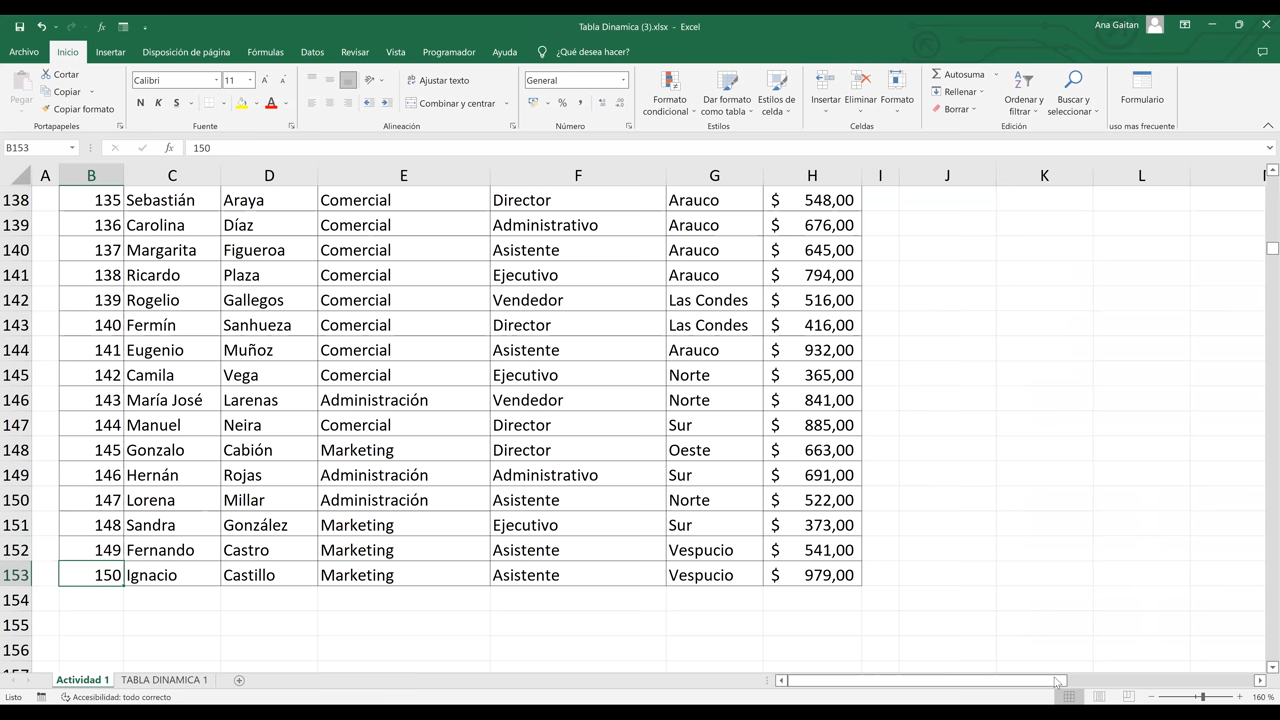 Tabla Dinamica (3).xlsx - Excel
Ana Gaitan
Archivo Inicio Insertar Disposición de página Fórmulas Datos Revisar Vista Programador Ayuda ¿Qué desea hacer?
Pegar
Cortar
Copiar
Copiar formato
Portapapeles
Calibri 11
N K S
Fuente
Ajustar texto
Combinar y centrar
Alineación
General
% 000
Número
Formato condicional
Dar formato como tabla
Estilos de celda
Estilos
Insertar Eliminar Formato
Celdas
Autosuma
Rellenar
Borrar
Ordenar y filtrar
Buscar y seleccionar
Edición
Formulario
uso mas frecuente
B153 fx 150
A B C D E F G H I J K L
138 135 Sebastián Araya Comercial Director Arauco $ 548,00
139 136 Carolina Díaz Comercial Administrativo Arauco $ 676,00
140 137 Margarita Figueroa Comercial Asistente Arauco $ 645,00
141 138 Ricardo Plaza Comercial Ejecutivo Arauco $ 794,00
142 139 Rogelio Gallegos Comercial Vendedor Las Condes $ 516,00
143 140 Fermín Sanhueza Comercial Director Las Condes $ 416,00
144 141 Eugenio Muñoz Comercial Asistente Arauco $ 932,00
145 142 Camila Vega Comercial Ejecutivo Norte $ 365,00
146 143 María José Larenas Administración Vendedor Norte $ 841,00
147 144 Manuel Neira Comercial Director Sur $ 885,00
148 145 Gonzalo Cabión Marketing Director Oeste $ 663,00
149 146 Hernán Rojas Administración Administrativo Sur $ 691,00
150 147 Lorena Millar Administración Asistente Norte $ 522,00
151 148 Sandra González Marketing Ejecutivo Sur $ 373,00
152 149 Fernando Castro Marketing Asistente Vespucio $ 541,00
153 150 Ignacio Castillo Marketing Asistente Vespucio $ 979,00
154
155
156
Actividad 1 TABLA DINAMICA 1
Listo Accesibilidad: todo correcto 160 %